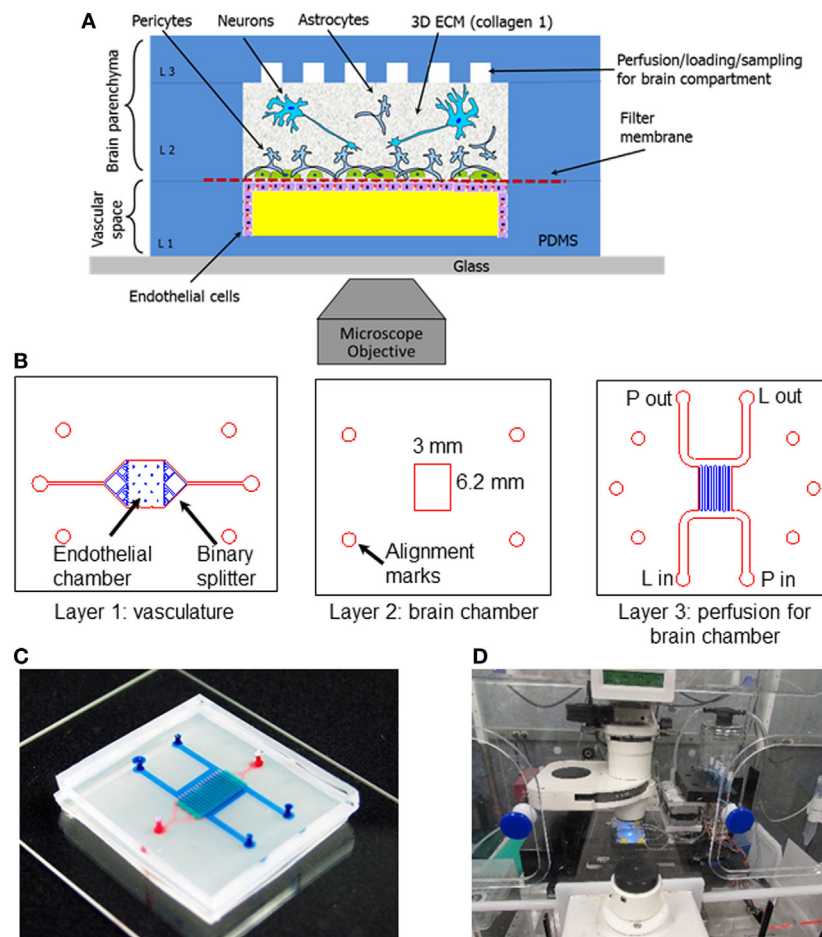 A
Pericytes
Neurons
Astrocytes
3D ECM (collagen 1)
Brain parenchyma
L 3
Perfusion/loading/sampling
for brain compartment
L 2
Filter
membrane
Vascular
space
L 1
PDMS
Glass
Endothelial cells
Microscope
Objective
B
Endothelial
chamber
Binary
splitter
Layer 1: vasculature
3 mm
6.2 mm
Alignment
marks
Layer 2: brain chamber
P out
L out
L in
P in
Layer 3: perfusion for
brain chamber
C
D